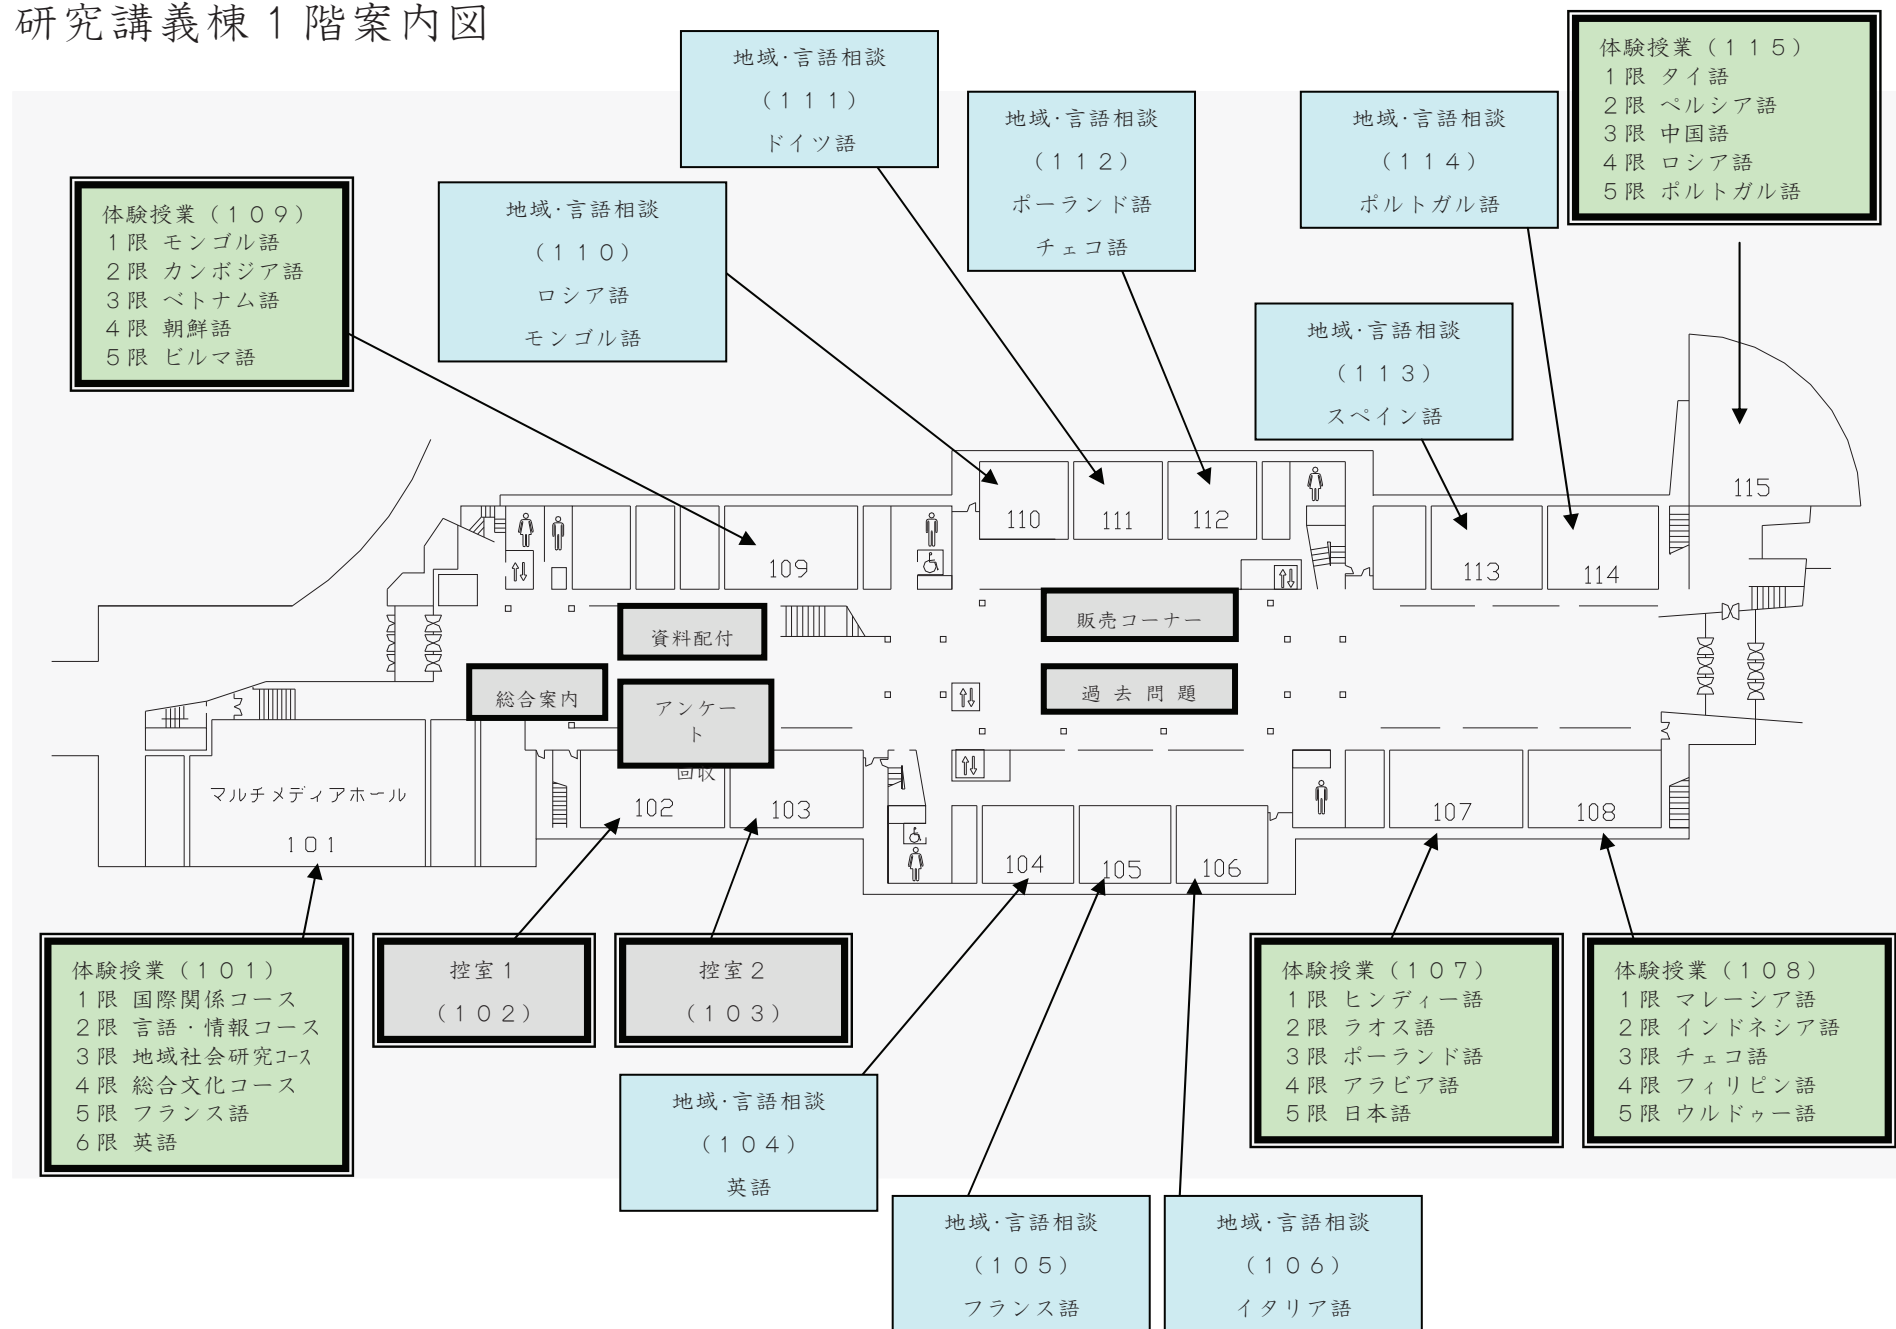 研究講義棟1階案内図
地域･言語相談
（１１１）
ドイツ語
体験授業（１１５）
1限 タイ語
2限 ペルシア語
3限 中国語
4限 ロシア語
5限 ポルトガル語
地域･言語相談
（１１２）
ポーランド語
チェコ語
地域･言語相談
（１１４）
ポルトガル語
体験授業（１０９）
1限 モンゴル語
2限 カンボジア語
3限 ベトナム語
4限 朝鮮語
5限 ビルマ語
地域･言語相談
（１１０）
ロシア語
モンゴル語
地域･言語相談
（１１３）
スペイン語
115
110
111
112
109
113
114
資料配付
販売コーナー
総合案内
アンケー
ト
回収
過去問題
マルチメディアホール
101
102
103
104
105
106
107
108
体験授業（１０１）
1限 国際関係コース
2限 言語・情報コース
3限 地域社会研究ｺｰｽ
4限 総合文化コース
5限 フランス語
6限 英語
控室１
（１０２）
控室２
（１０３）
体験授業（１０７）
1限 ヒンディー語
2限 ラオス語
3限 ポーランド語
4限 アラビア語
5限 日本語
体験授業（１０８）
1限 マレーシア語
2限 インドネシア語
3限 チェコ語
4限 フィリピン語
5限 ウルドゥー語
地域･言語相談
（１０４）
英語
地域･言語相談
（１０５）
フランス語
地域･言語相談
（１０６）
イタリア語